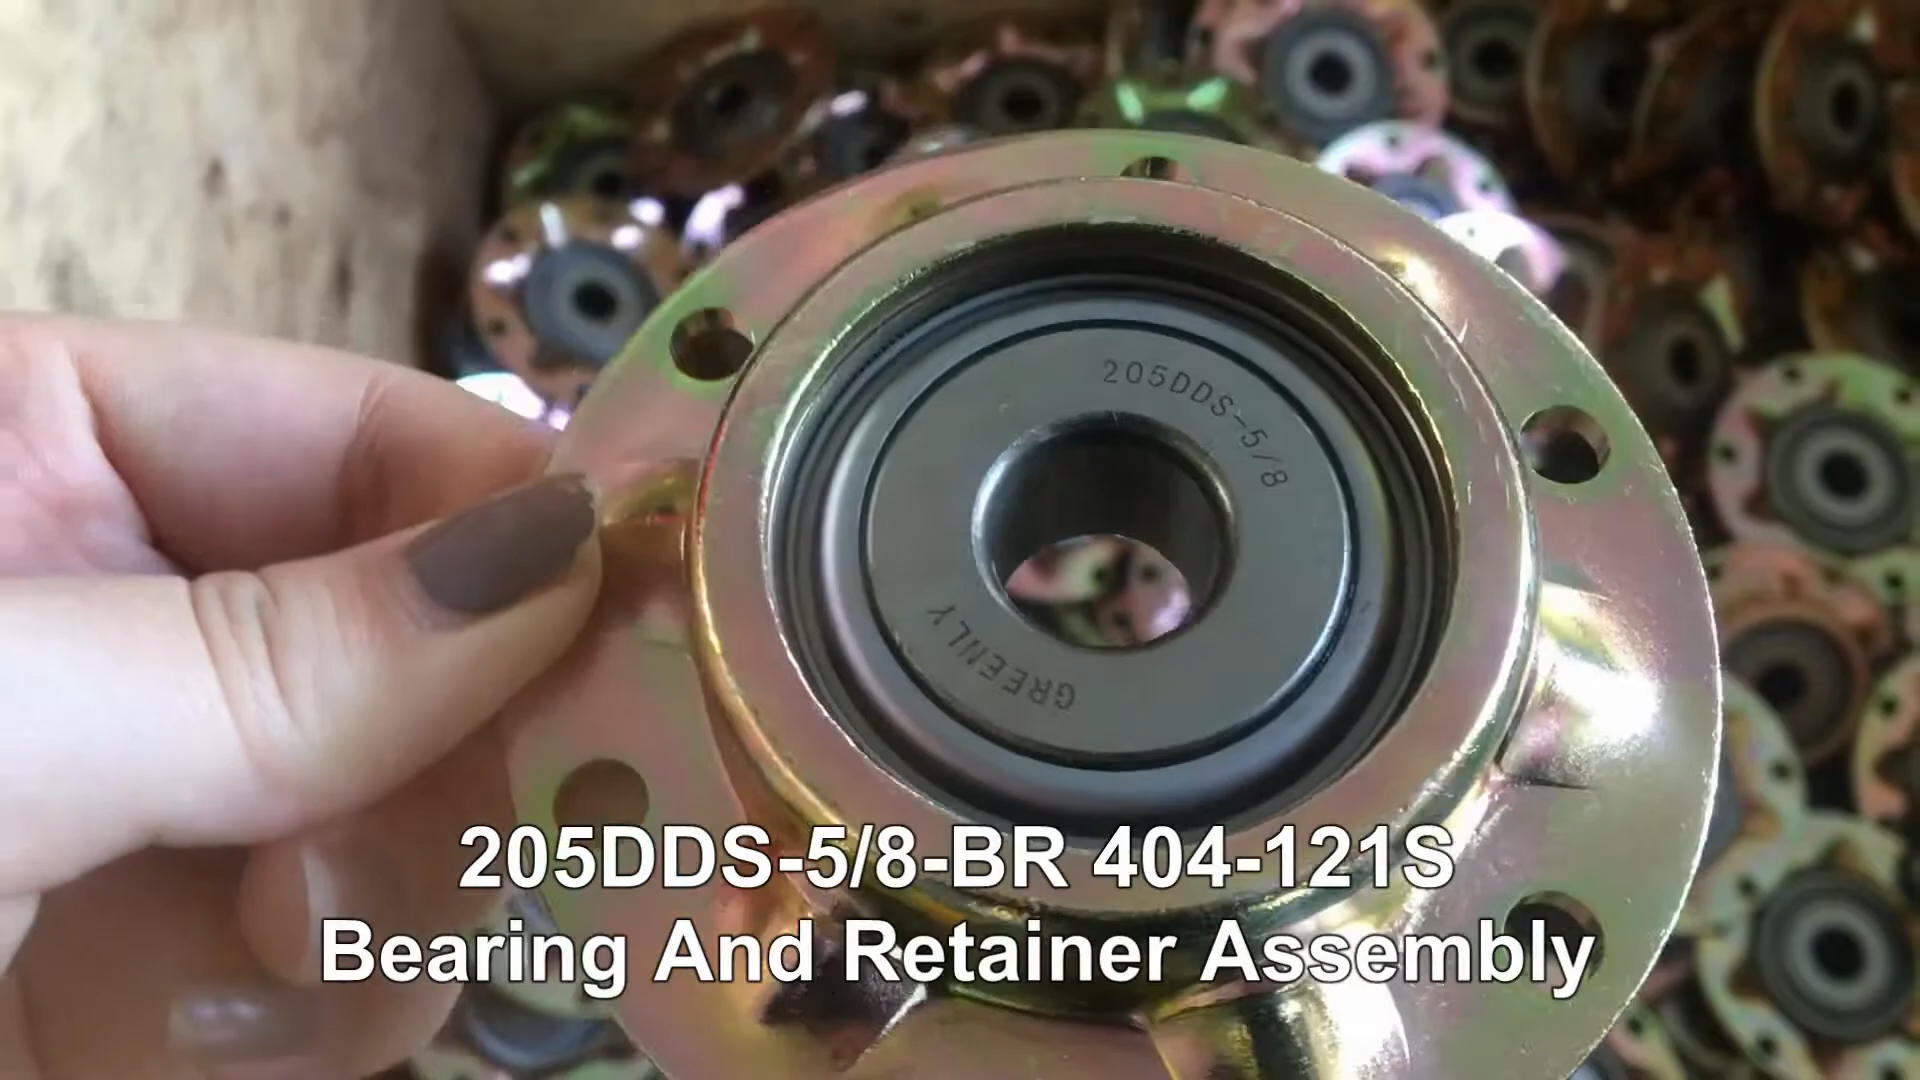 205DDS-5/8
GREENLY
205DDS-5/8-BR 404-121S
Bearing And Retainer Assembly